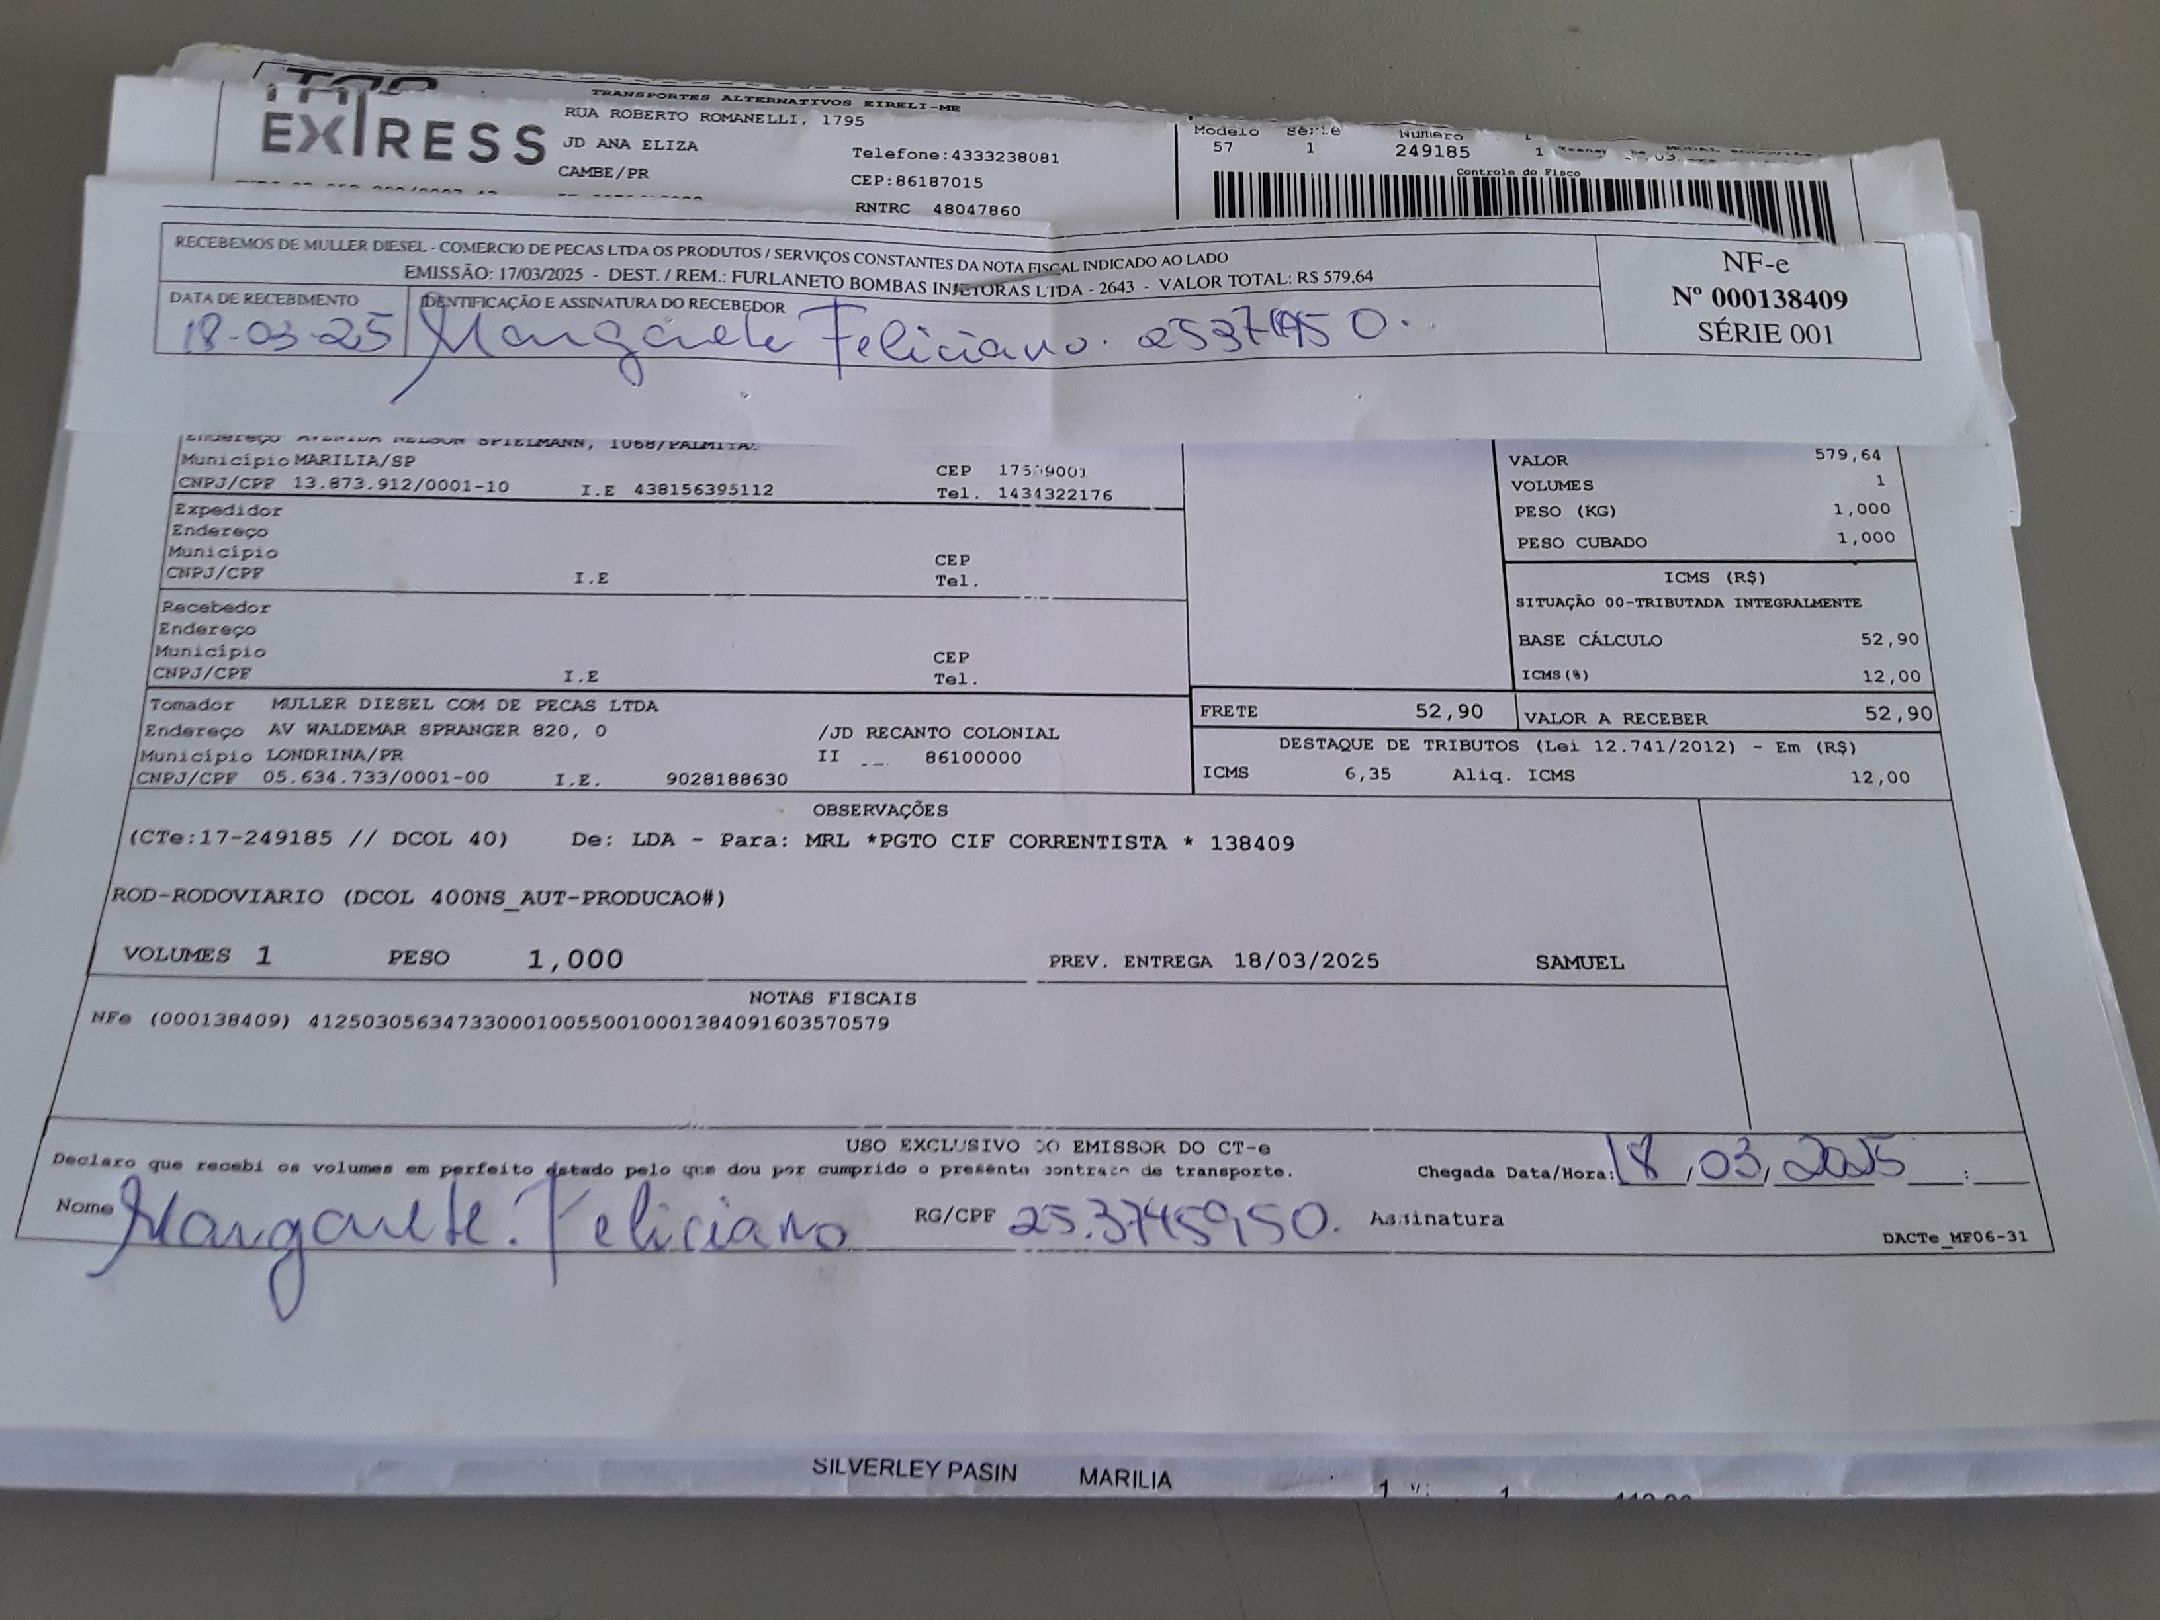 EXPRESS
TRANSPORTES ALTERNATIVOS EIRELI-ME
RUA ROBERTO ROMANELLI, 1795
JD ANA ELIZA
Telefone:4333238081
CAMBE/PR
CEP:86187015
RNTRC 48047860
Modelo Série Número
57 1 249185 1
Controle do Fisco
RECEBEMOS DE MULLER DIESEL - COMERCIO DE PECAS LTDA OS PRODUTOS / SERVIÇOS CONSTANTES DA NOTA FISCAL INDICADO AO LADO
EMISSÃO: 17/03/2025 - DEST. / REM.: FURLANETO BOMBAS INJETORAS LTDA - 2643 - VALOR TOTAL: R$ 579,64
DATA DE RECEBIMENTO
18-03-25
IDENTIFICAÇÃO E ASSINATURA DO RECEBEDOR
Margarete Feliciano.
NF-e
Nº 000138409
SÉRIE 001
Endereço AVENIDA NELSON SPIELMANN, 1068/PALMITAL
Município MARILIA/SP
CEP
CNPJ/CPF 13.873.912/0001-10 I.E 438156395112 Tel. 1434322176
Expedidor
Endereço
Município CEP
CNPJ/CPF I.E Tel.
Recebedor
Endereço
Município CEP
CNPJ/CPF I.E Tel.
Tomador MULLER DIESEL COM DE PECAS LTDA
Endereço AV WALDEMAR SPRANGER 820, 0 /JD RECANTO COLONIAL
Município LONDRINA/PR II 86100000
CNPJ/CPF 05.634.733/0001-00 I.E. 9028188630
VALOR 579,64
VOLUMES 1
PESO (KG) 1,000
PESO CUBADO 1,000
ICMS (R$)
SITUAÇÃO 00-TRIBUTADA INTEGRALMENTE
BASE CÁLCULO 52,90
ICMS(%) 12,00
FRETE 52,90 VALOR A RECEBER 52,90
DESTAQUE DE TRIBUTOS (Lei 12.741/2012) - Em (R$)
ICMS 6,35 Aliq. ICMS 12,00
OBSERVAÇÕES
(CTe:17-249185 // DCOL 40) De: LDA - Para: MRL *PGTO CIF CORRENTISTA * 138409
ROD-RODOVIARIO (DCOL 400NS_AUT-PRODUCAO#)
VOLUMES 1 PESO 1,000 PREV. ENTREGA 18/03/2025 SAMUEL
NOTAS FISCAIS
NFe (000138409) 41250305634733000100550010001384091603570579
USO EXCLUSIVO DO EMISSOR DO CT-e
Declaro que recebi os volumes em perfeito estado pelo que dou por cumprido o presente contrato de transporte.
Chegada Data/Hora: 18/03/2025 :
Nome Margarete. Feliciano RG/CPF 25.3745950. Assinatura
DACTe_MF06-31
SILVERLEY PASIN MARILIA